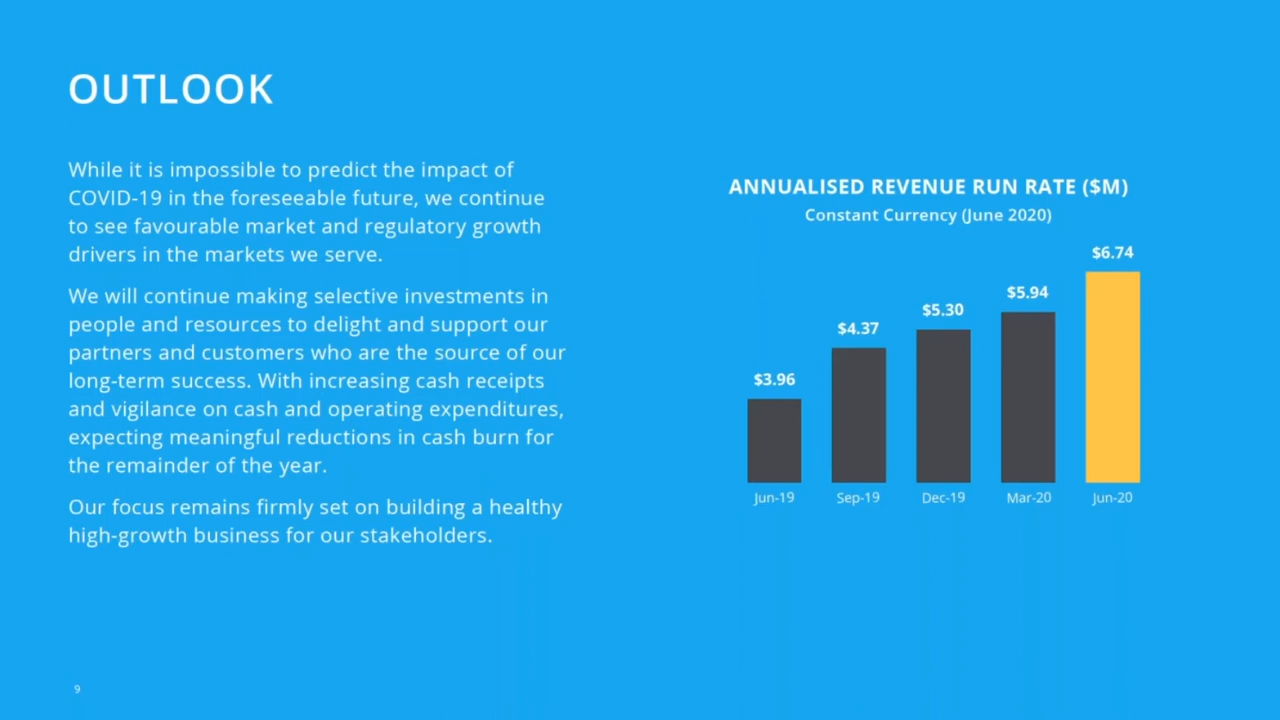 OUTLOOK
While it is impossible to predict the impact of
COVID-19 in the foreseeable future, we continue
to see favourable market and regulatory growth
drivers in the markets we serve.
We will continue making selective investments in
people and resources to delight and support our
partners and customers who are the source of our
long-term success. With increasing cash receipts
and vigilance on cash and operating expenditures,
expecting meaningful reductions in cash burn for
the remainder of the year.
Our focus remains firmly set on building a healthy
high-growth business for our stakeholders.
ANNUALISED REVENUE RUN RATE ($M)
Constant Currency (June 2020)
$3.96
$4.37
$5.30
$5.94
$6.74
Jun-19
Sep-19
Dec-19
Mar-20
Jun-20
9